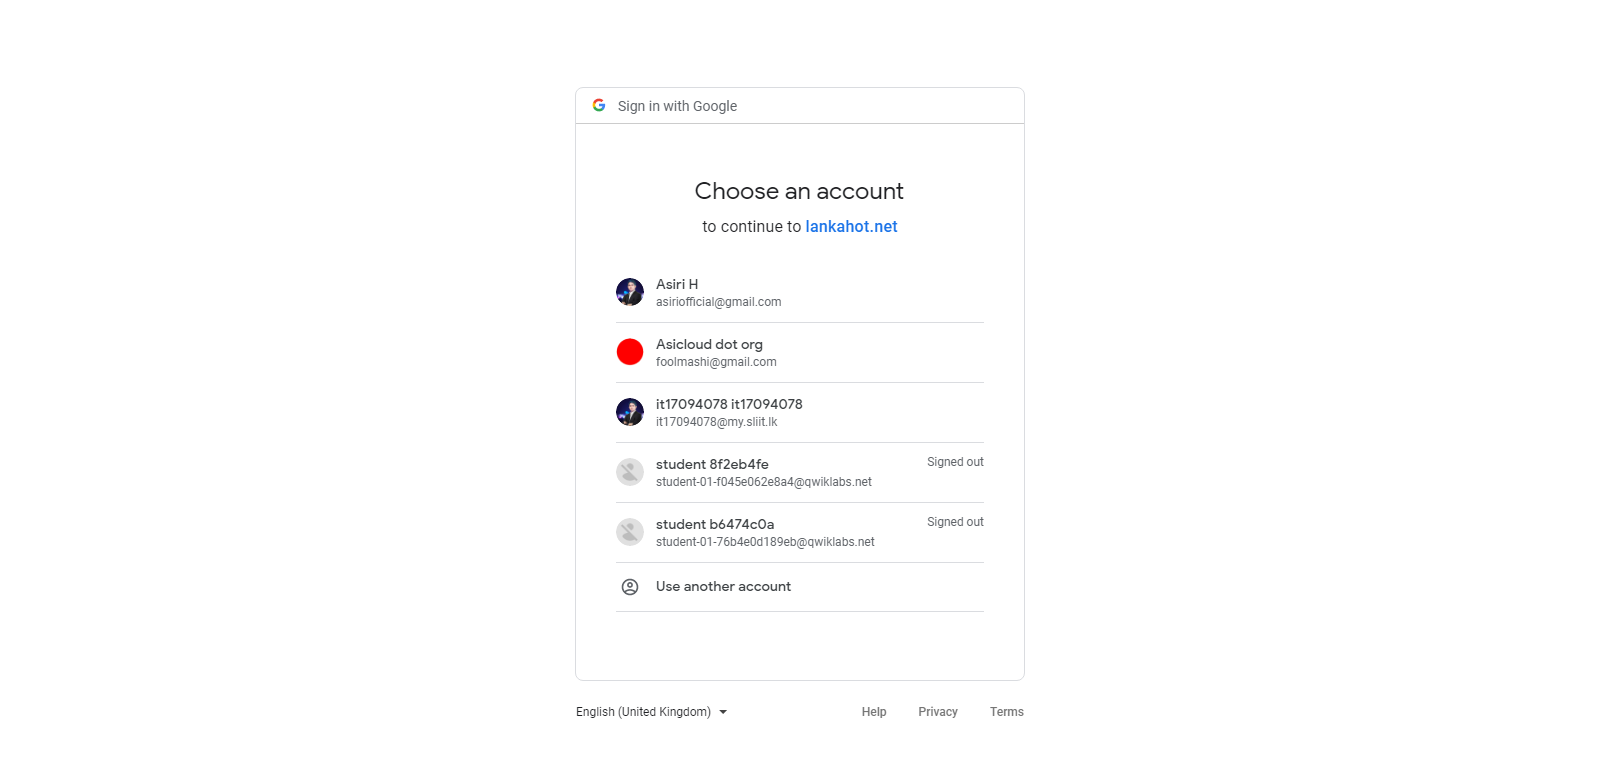 Sign in with Google
Choose an account
to continue to lankahot.net
Asiri H
asiriofficial@gmail.com
Asicloud dot org
foolmashi@gmail.com
it17094078 it17094078
it17094078@my.sliit.lk
student 8f2eb4fe
Signed out
student-01-f045e062e8a4@qwiklabs.net
student b6474c0a
Signed out
student-01-76b4e0d189eb@qwiklabs.net
Use another account
English (United Kingdom)
Help
Privacy
Terms